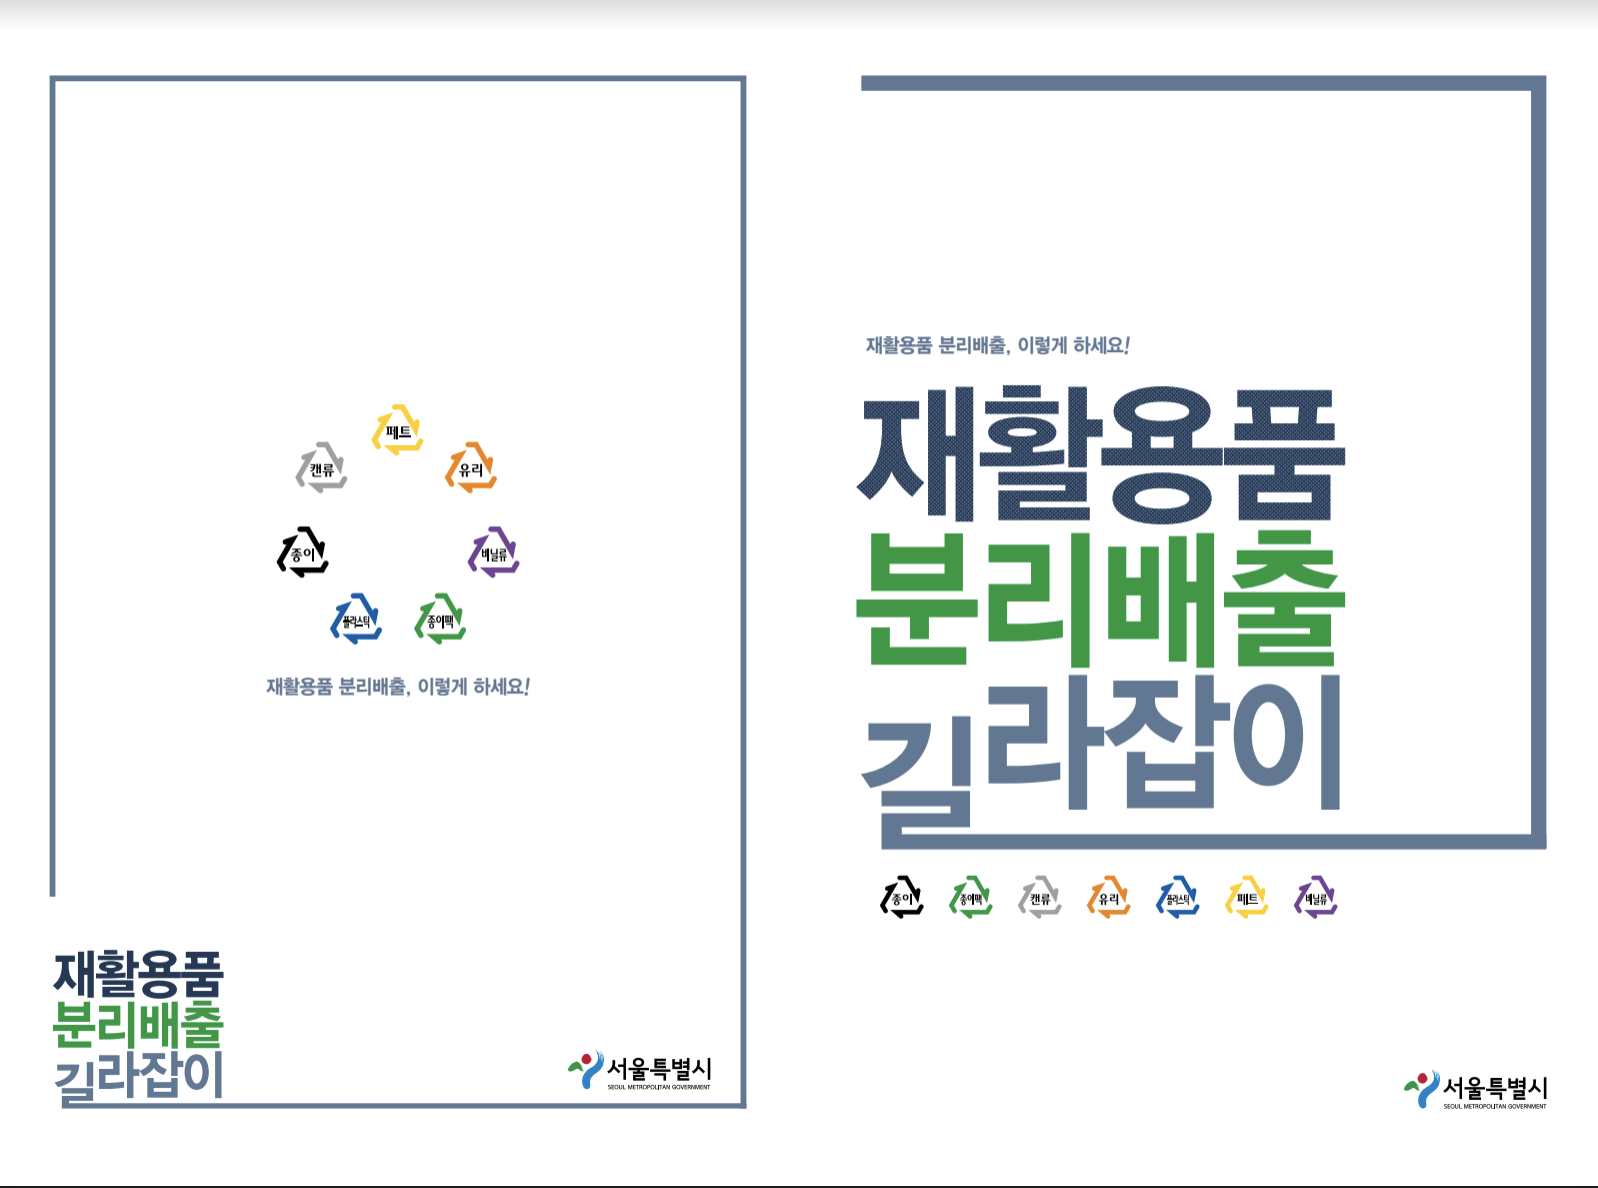 페트
캔류
유리
종이
비닐류
플라스틱
종이팩
재활용품 분리배출, 이렇게 하세요!
재활용품
분리배출
길라잡이
서울특별시
SEOUL METROPOLITAN GOVERNMENT
재활용품 분리배출, 이렇게 하세요!
재활용품
분리배출
길라잡이
종이 종이팩 캔류 유리 플라스틱 페트 비닐류
서울특별시
SEOUL METROPOLITAN GOVERNMENT